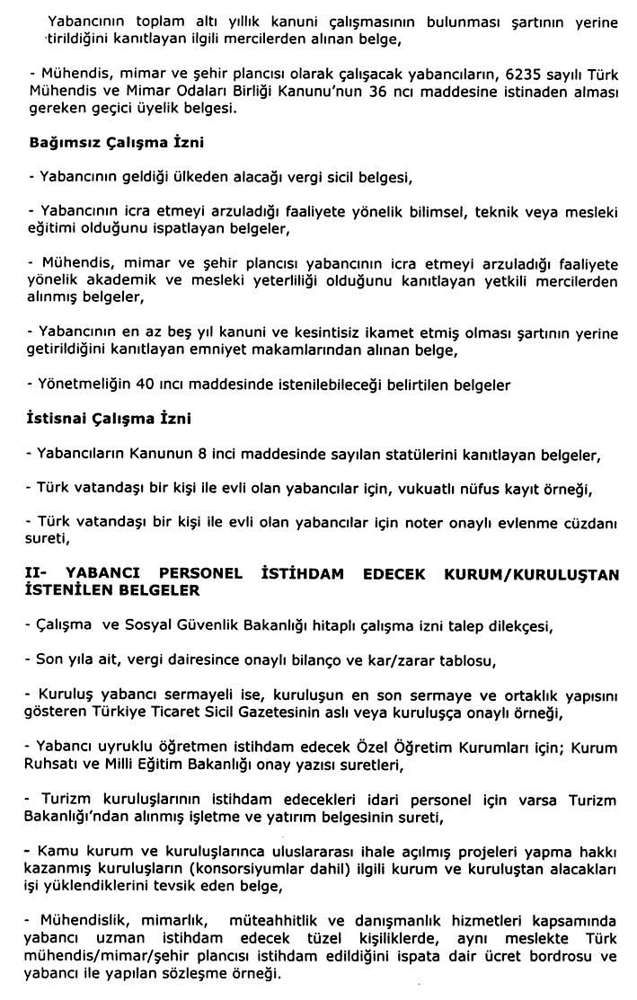 Yabancının toplam altı yıllık kanuni çalışmasının bulunması şartının yerine
tirildiğini kanıtlayan ilgili mercilerden alınan belge,
- Mühendis, mimar ve şehir plancısı olarak çalışacak yabancıların, 6235 sayılı Türk
Mühendis ve Mimar Odaları Birliği Kanunu'nun 36 ncı maddesine istinaden alması
gereken geçici üyelik belgesi.
Bağımsız Çalışma İzni
- Yabancının geldiği ülkeden alacağı vergi sicil belgesi,
- Yabancının icra etmeyi arzuladığı faaliyete yönelik bilimsel, teknik veya mesleki
eğitimi olduğunu ispatlayan belgeler,
- Mühendis, mimar ve şehir plancısı yabancının icra etmeyi arzuladığı faaliyete
yönelik akademik ve mesleki yeterliliği olduğunu kanıtlayan yetkili mercilerden
alınmış belgeler,
- Yabancının en az beş yıl kanuni ve kesintisiz ikamet etmiş olması şartının yerine
getirildiğini kanıtlayan emniyet makamlarından alınan belge,
- Yönetmeliğin 40 ıncı maddesinde istenilebileceği belirtilen belgeler
İstisnai Çalışma İzni
- Yabancıların Kanunun 8 inci maddesinde sayılan statülerini kanıtlayan belgeler,
- Türk vatandaşı bir kişi ile evli olan yabancılar için, vukuatlı nüfus kayıt örneği,
- Türk vatandaşı bir kişi ile evli olan yabancılar için noter onaylı evlenme cüzdanı
sureti,
II- YABANCI PERSONEL İSTİHDAM EDECEK KURUM/KURULUŞTAN
İSTENİLEN BELGELER
- Çalışma ve Sosyal Güvenlik Bakanlığı hitaplı çalışma izni talep dilekçesi,
- Son yıla ait, vergi dairesince onaylı bilanço ve kar/zarar tablosu,
- Kuruluş yabancı sermayeli ise, kuruluşun en son sermaye ve ortaklık yapısını
gösteren Türkiye Ticaret Sicil Gazetesinin aslı veya kuruluşça onaylı örneği,
- Yabancı uyruklu öğretmen istihdam edecek Özel Öğretim Kurumları için; Kurum
Ruhsatı ve Milli Eğitim Bakanlığı onay yazısı suretleri,
- Turizm kuruluşlarının istihdam edecekleri idari personel için varsa Turizm
Bakanlığı'ndan alınmış işletme ve yatırım belgesinin sureti,
- Kamu kurum ve kuruluşlarınca uluslararası ihale açılmış projeleri yapma hakkı
kazanmış kuruluşların (konsorsiyumlar dahil) ilgili kurum ve kuruluştan alacakları
işi yüklendiklerini tevsik eden belge,
- Mühendislik, mimarlık, müteahhitlik ve danışmanlık hizmetleri kapsamında
yabancı uzman istihdam edecek tüzel kişiliklerde, aynı meslekte Türk
mühendis/mimar/şehir plancısı istihdam edildiğini ispata dair ücret bordrosu ve
yabancı ile yapılan sözleşme örneği.